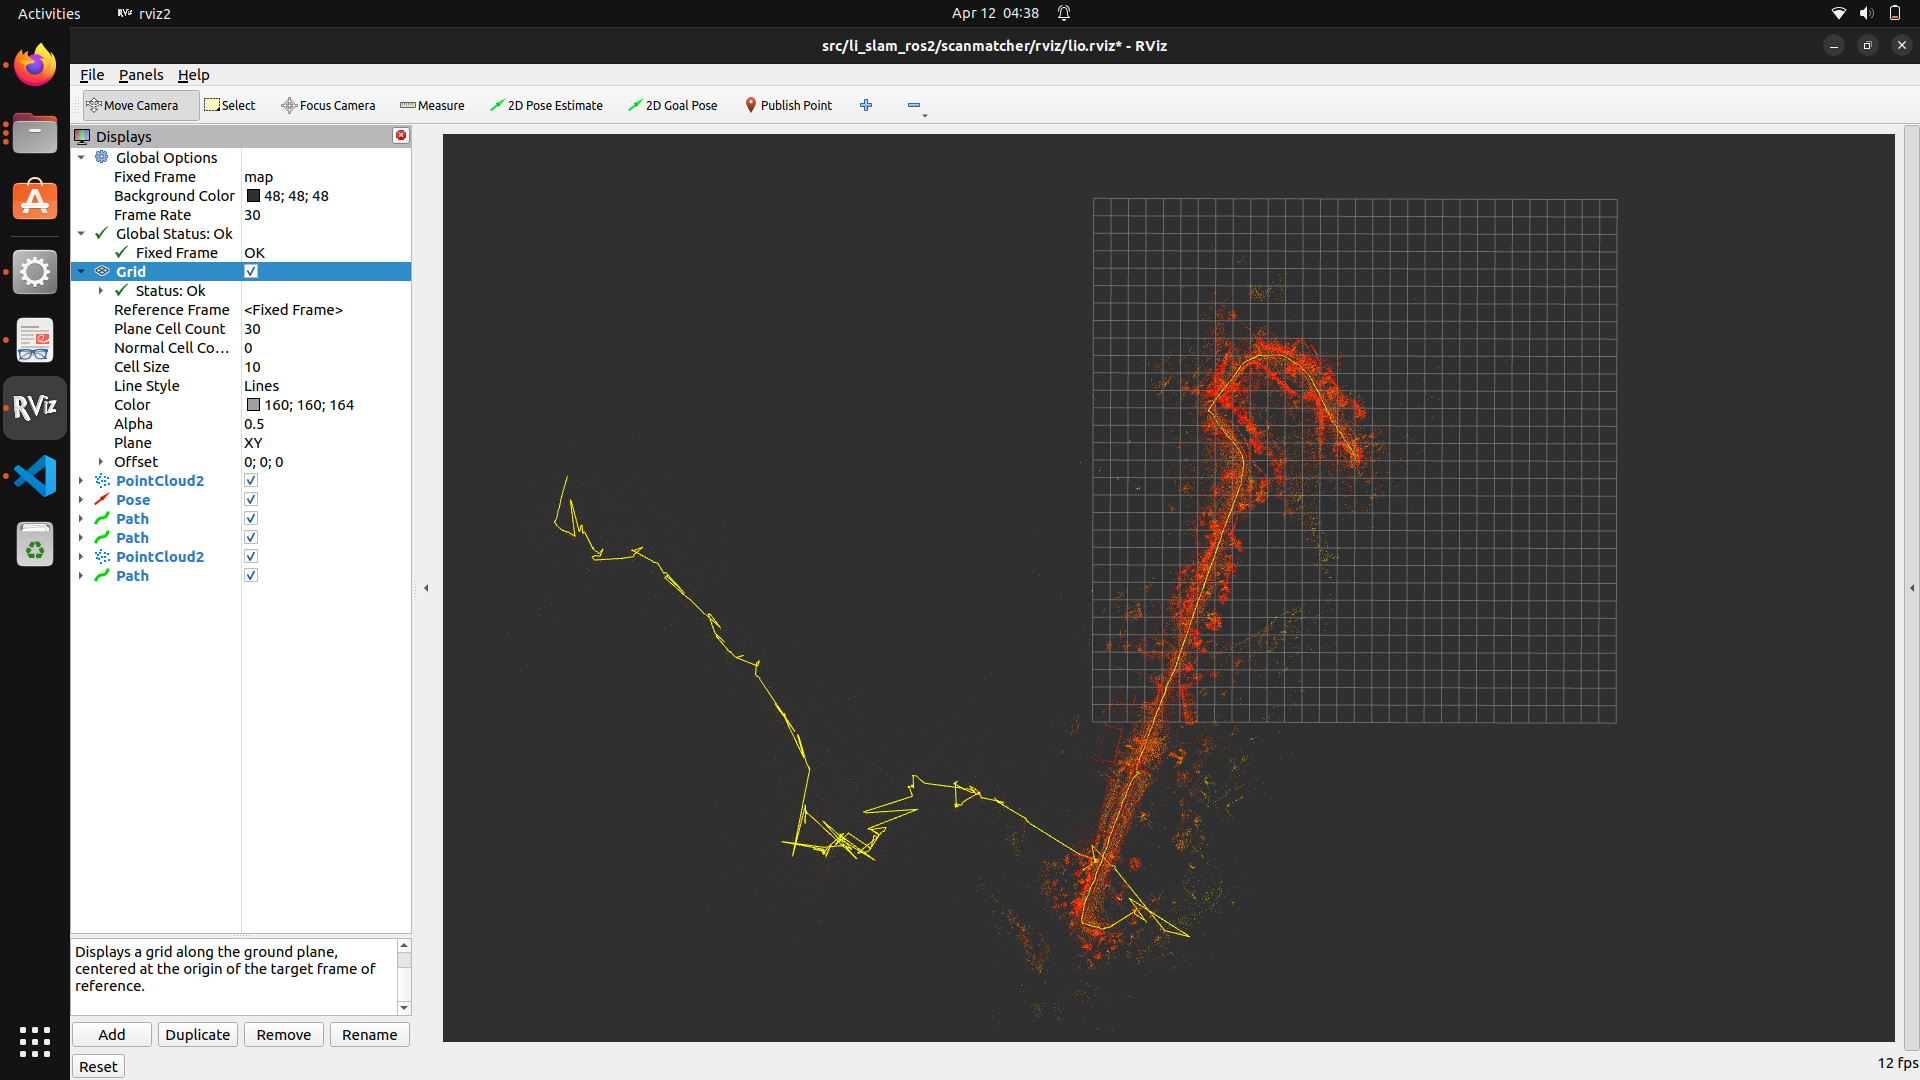 Activities
RViz rviz2
Apr 12 04:38
src/li_slam_ros2/scanmatcher/rviz/lio.rviz* - RViz
File Panels Help
Move Camera Select Focus Camera Measure 2D Pose Estimate 2D Goal Pose Publish Point
Displays
Global Options
Fixed Frame map
Background Color 48; 48; 48
Frame Rate 30
Global Status: Ok
Fixed Frame OK
Grid
Status: Ok
Reference Frame <Fixed Frame>
Plane Cell Count 30
Normal Cell Co... 0
Cell Size 10
Line Style Lines
Color 160; 160; 164
Alpha 0.5
Plane XY
Offset 0; 0; 0
PointCloud2
Pose
Path
Path
PointCloud2
Path
RViz
Displays a grid along the ground plane,
centered at the origin of the target frame of
reference.
Add Duplicate Remove Rename
Reset
12 fps